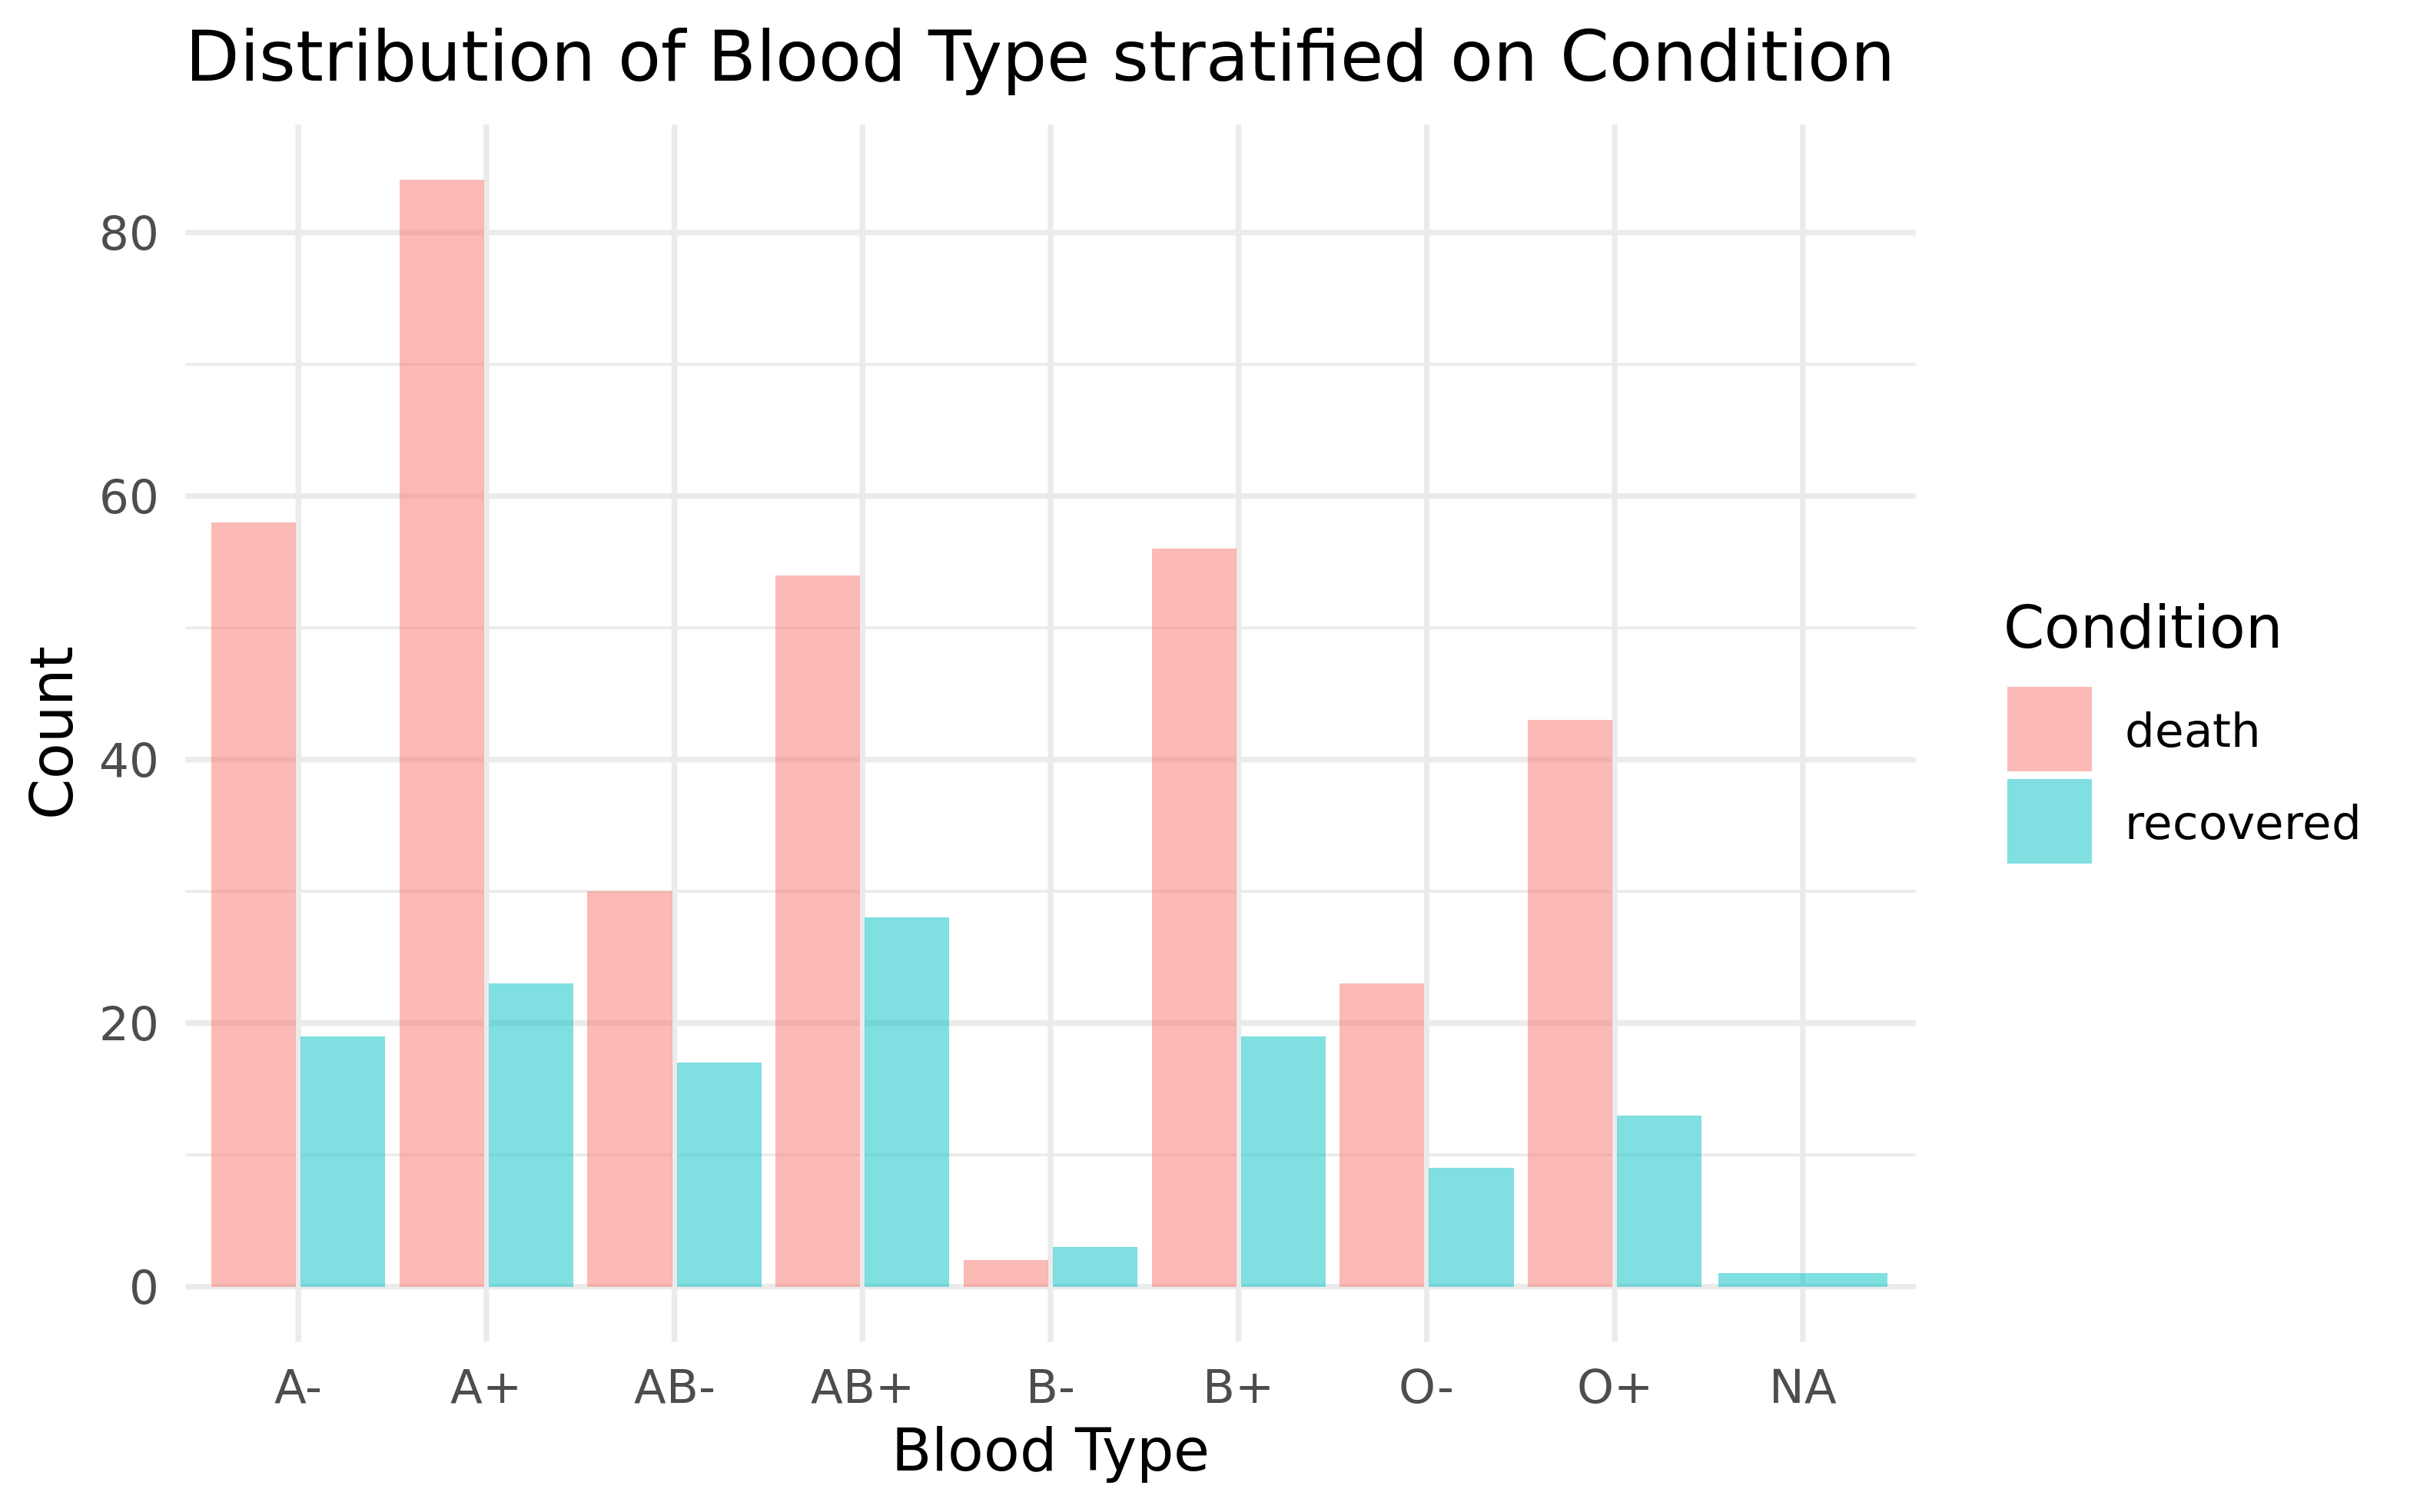 Distribution of Blood Type stratified on Condition
Count
80
60
40
20
0
A-
A+
AB-
AB+
B-
B+
O-
O+
NA
Blood Type
Condition
death
recovered